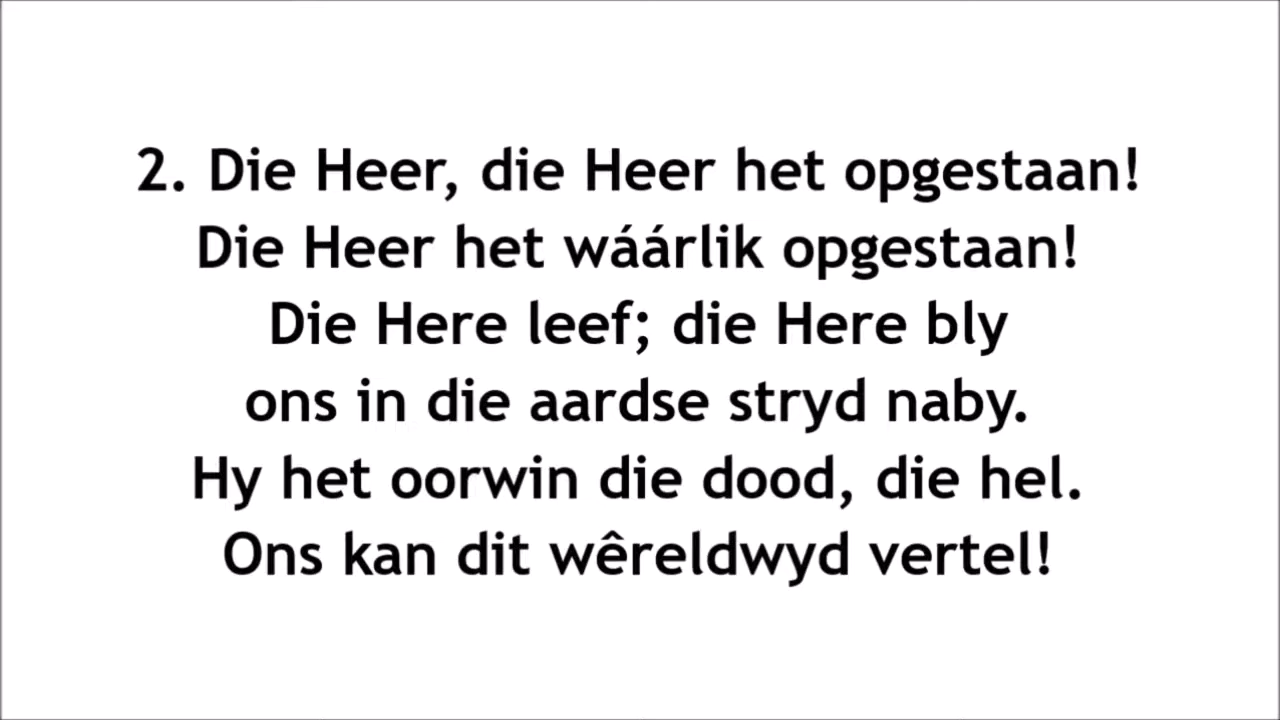 2. Die Heer, die Heer het opgestaan!
Die Heer het wáárlik opgestaan!
Die Here leef; die Here bly
ons in die aardse stryd naby.
Hy het oorwin die dood, die hel.
Ons kan dit wêreldwyd vertel!